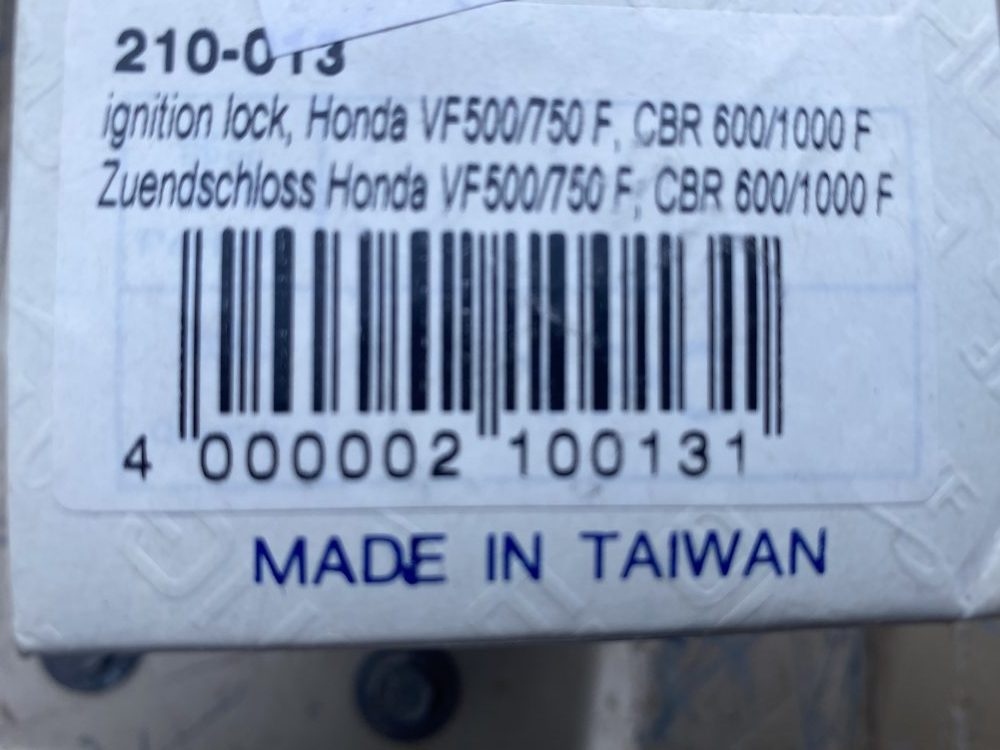 210-013
ignition lock, Honda VF500/750 F, CBR 600/1000 F
Zuendschloss Honda VF500/750 F, CBR 600/1000 F
4 000002 100131
MADE IN TAIWAN